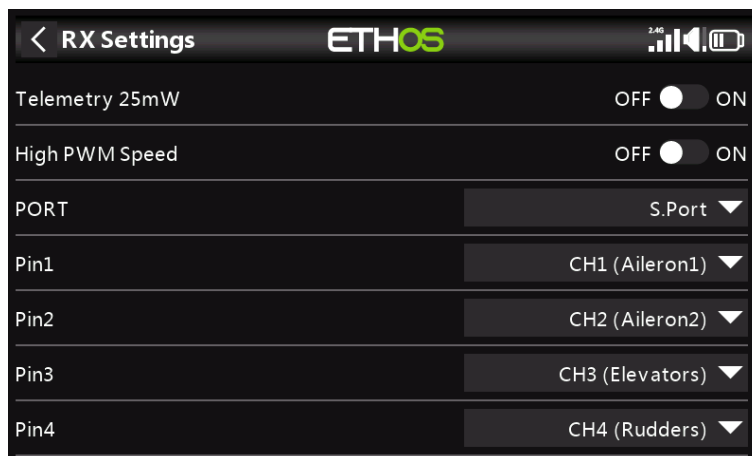 RX Settings ETHOS 2.4G
Telemetry 25mW OFF ON
High PWM Speed OFF ON
PORT S.Port
Pin1 CH1 (Aileron1)
Pin2 CH2 (Aileron2)
Pin3 CH3 (Elevators)
Pin4 CH4 (Rudders)